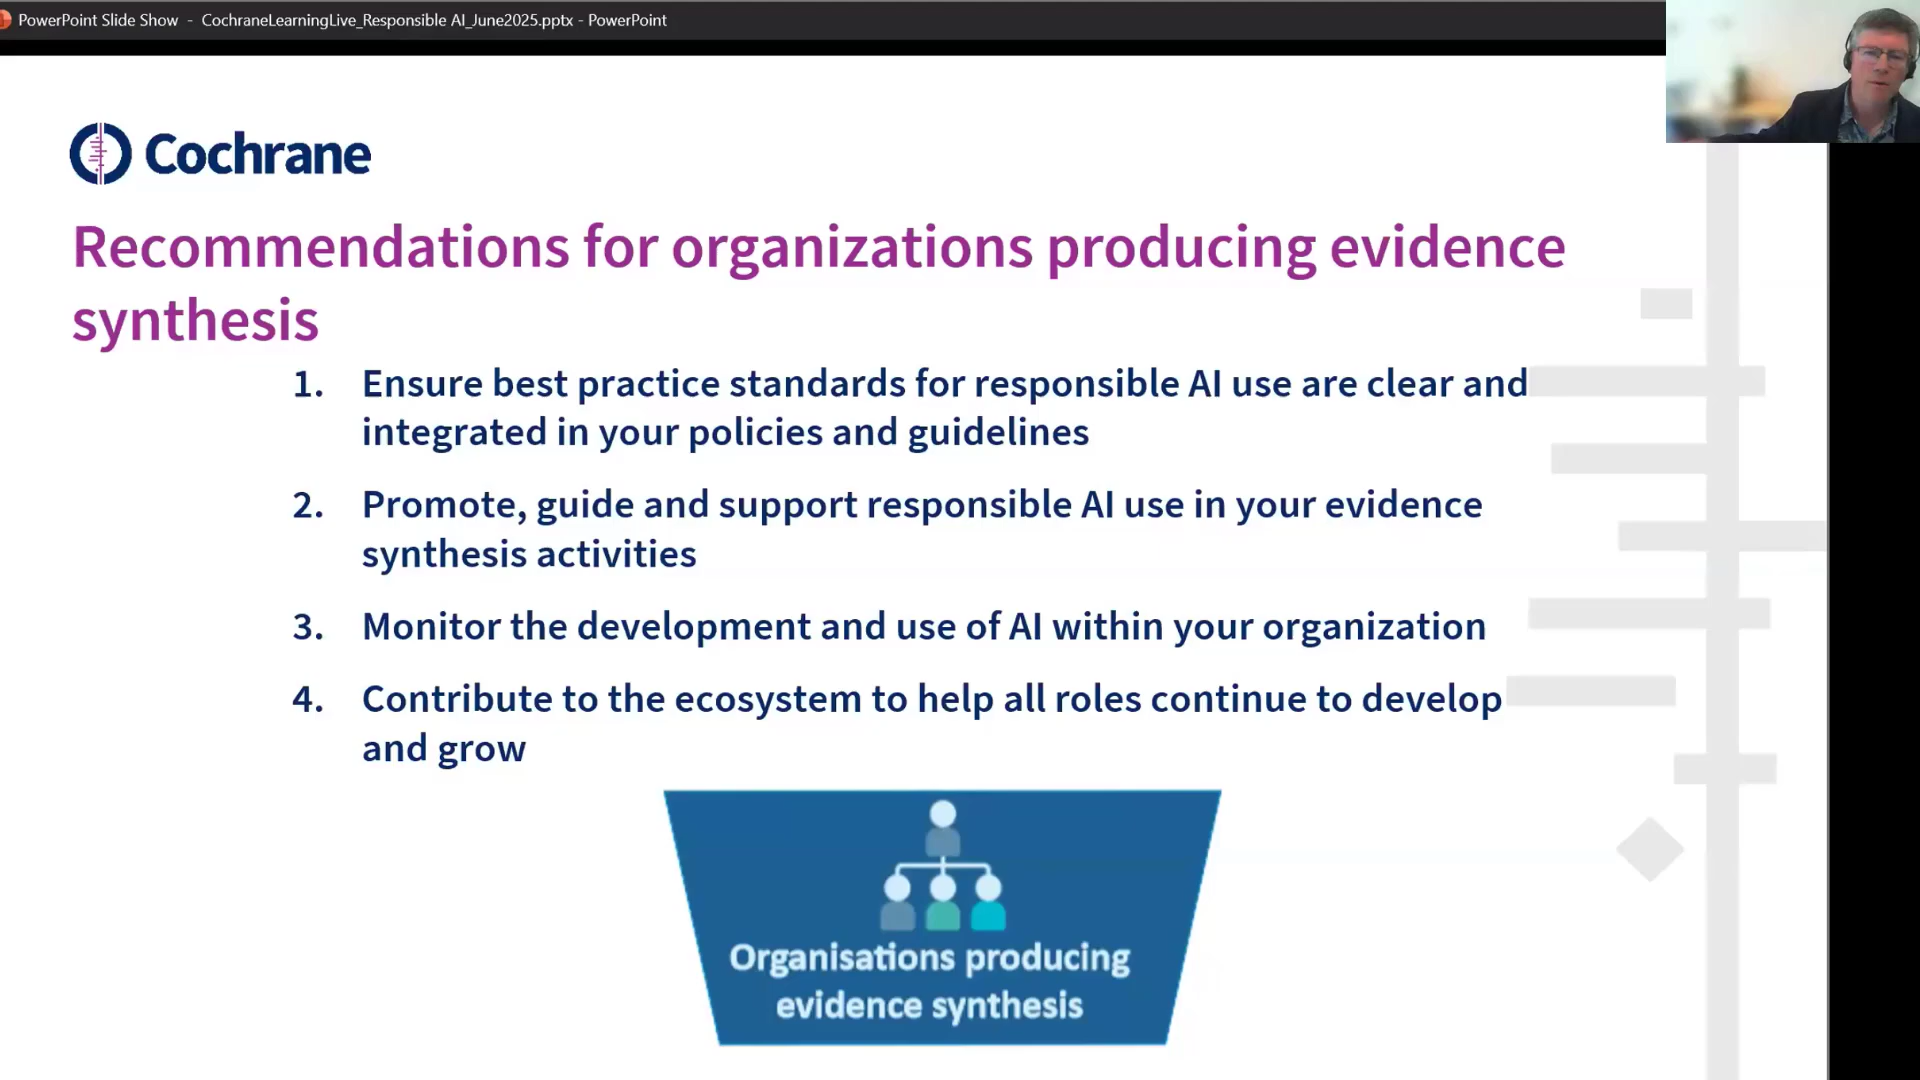 PowerPoint Slide Show - CochraneLearningLive_Responsible AI_June2025.pptx - PowerPoint
Cochrane
Recommendations for organizations producing evidence
synthesis
1. Ensure best practice standards for responsible AI use are clear and
integrated in your policies and guidelines
2. Promote, guide and support responsible AI use in your evidence
synthesis activities
3. Monitor the development and use of AI within your organization
4. Contribute to the ecosystem to help all roles continue to develop
and grow
Organisations producing
evidence synthesis